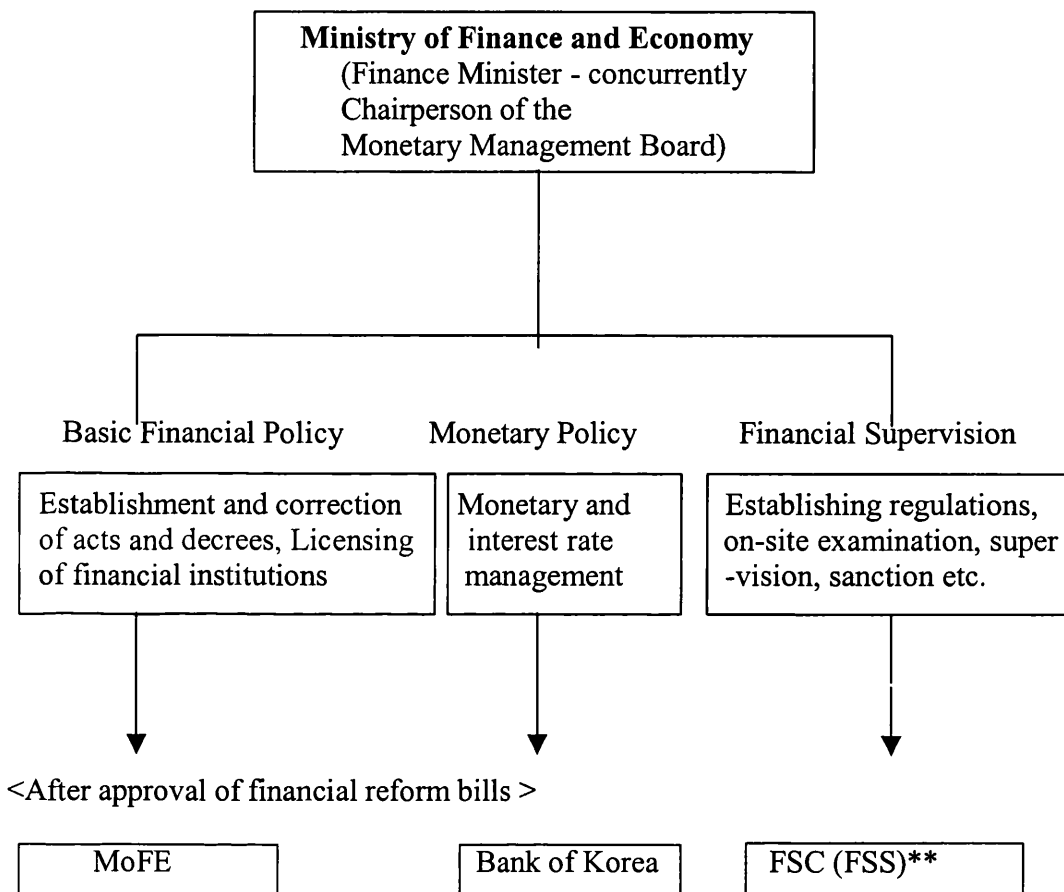 Ministry of Finance and Economy
(Finance Minister - concurrently
Chairperson of the
Monetary Management Board)
Basic Financial Policy
Monetary Policy
Financial Supervision
Establishment and correction
of acts and decrees, Licensing
of financial institutions
Monetary and
interest rate
management
Establishing regulations,
on-site examination, super
-vision, sanction etc.
<After approval of financial reform bills >
MoFE
Bank of Korea
FSC (FSS)**